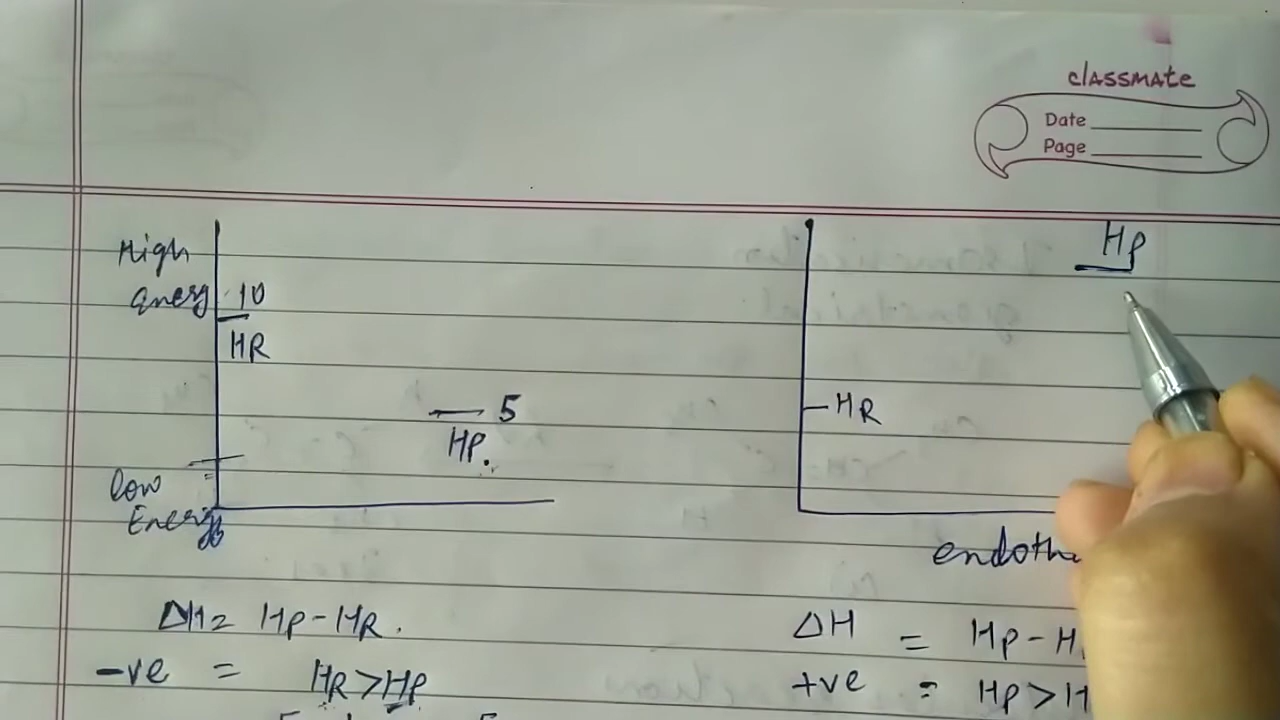 classmate
Date
Page
High
energy 10
HR
5
HP.
low
Energy
ΔH = HP-HR.
-ve = HR>HP
HP
HR
ΔH = HP-H
+ve = HP>H